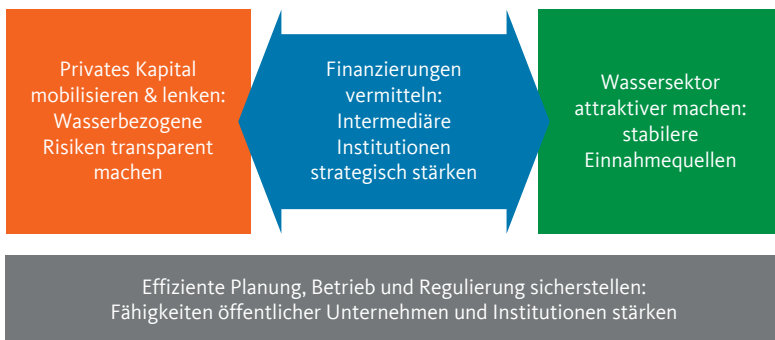 Privates Kapital
mobilisieren & lenken:
Wasserbezogene
Risiken transparent
machen
Finanzierungen
vermitteln:
Intermediäre
Institutionen
strategisch stärken
Wassersektor
attraktiver machen:
stabilere
Einnahmequellen
Effiziente Planung, Betrieb und Regulierung sicherstellen:
Fähigkeiten öffentlicher Unternehmen und Institutionen stärken